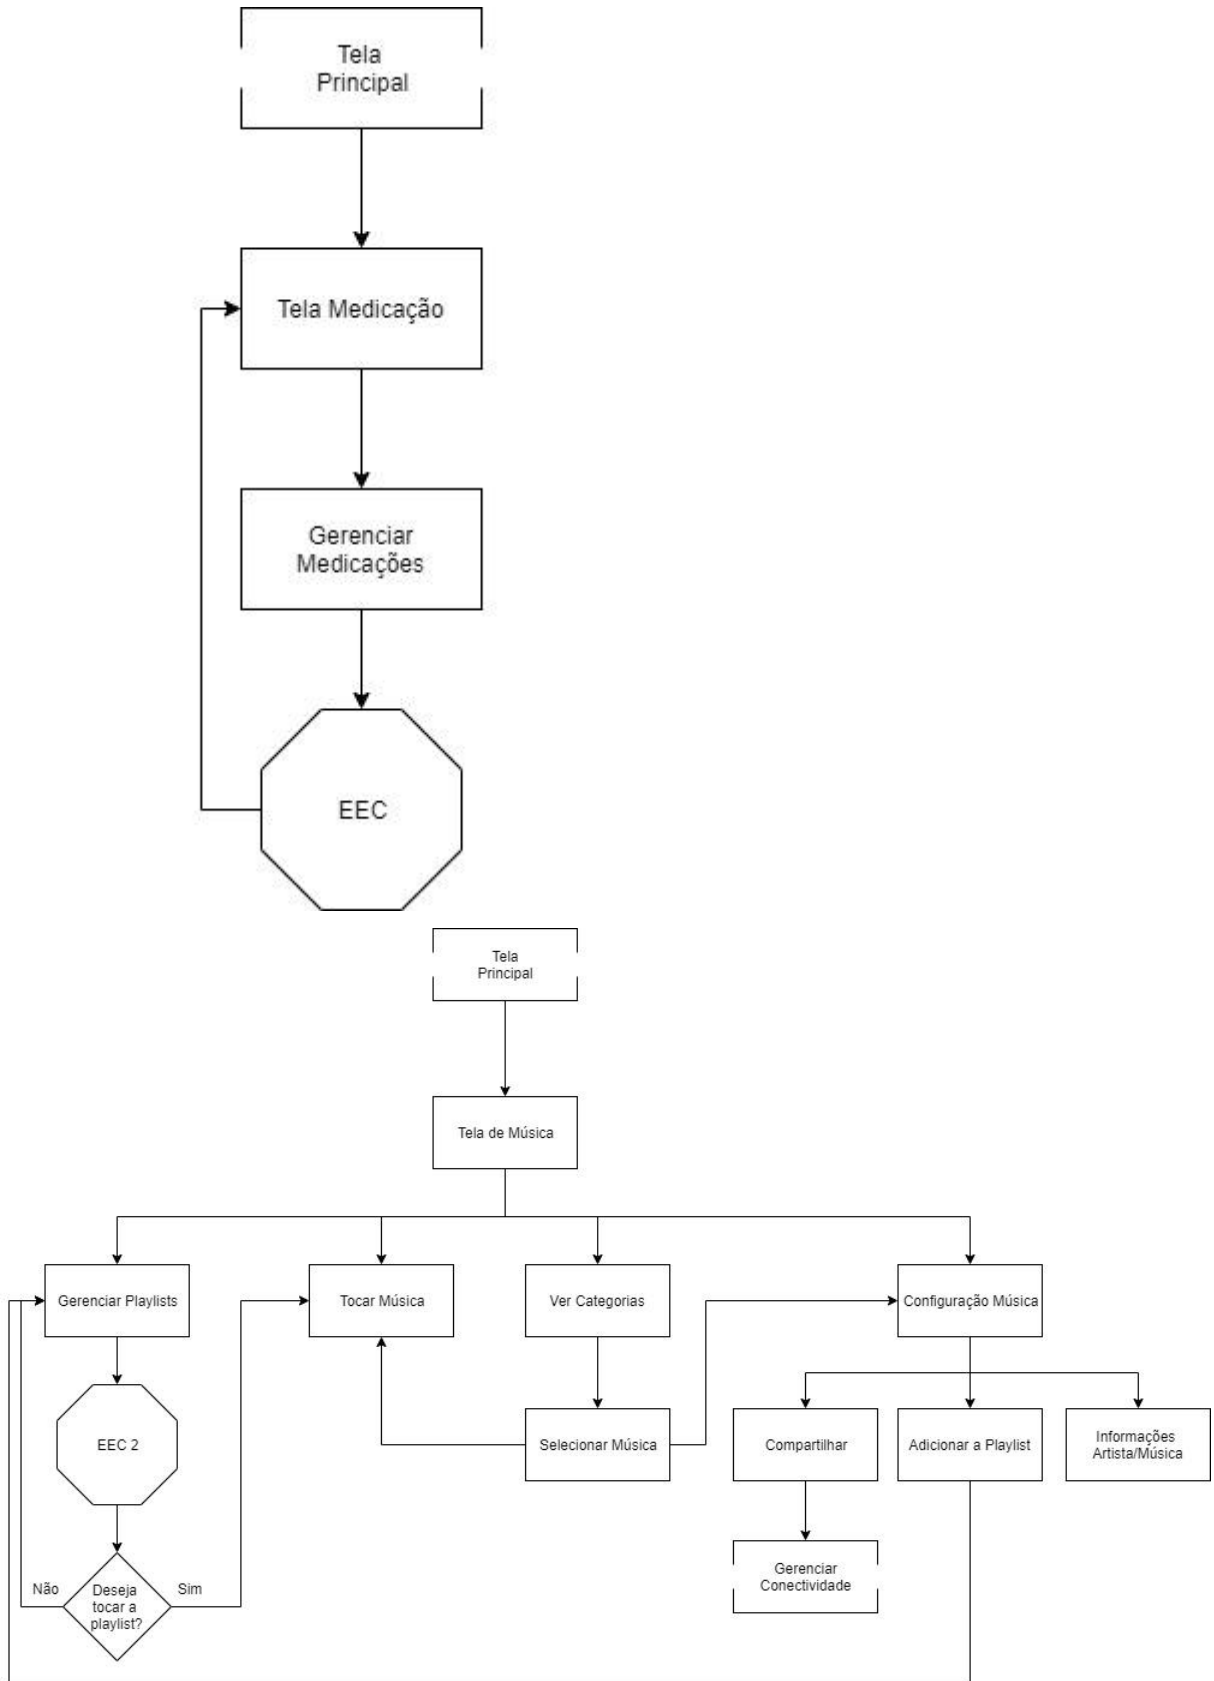 Tela
Principal
Tela Medicação
Gerenciar
Medicações
EEC
Tela
Principal
Tela de Música
Gerenciar Playlists
Tocar Música
Ver Categorias
Configuração Música
EEC 2
Selecionar Música
Compartilhar
Adicionar a Playlist
Informações
Artista/Música
Não
Deseja
tocar a
playlist?
Sim
Gerenciar
Conectividade